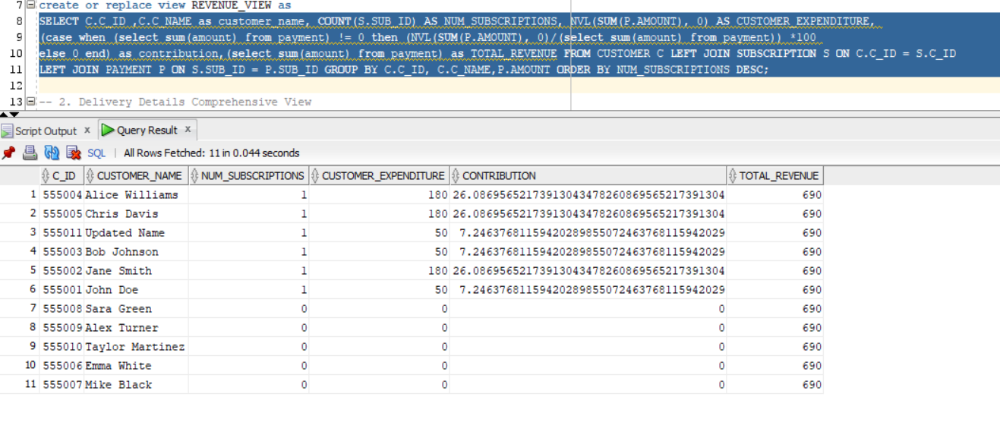 7 create or replace view REVENUE_VIEW as
8 SELECT C.C_ID ,C.C_NAME as customer_name, COUNT(S.SUB_ID) AS NUM_SUBSCRIPTIONS, NVL(SUM(P.AMOUNT), 0) AS CUSTOMER_EXPENDITURE,
9 (case when (select sum(amount) from payment) != 0 then (NVL(SUM(P.AMOUNT), 0)/(select sum(amount) from payment)) *100
10 else 0 end) as contribution,(select sum(amount) from payment) as TOTAL_REVENUE FROM CUSTOMER C LEFT JOIN SUBSCRIPTION S ON C.C_ID = S.C_ID
11 LEFT JOIN PAYMENT P ON S.SUB_ID = P.SUB_ID GROUP BY C.C_ID, C.C_NAME,P.AMOUNT ORDER BY NUM_SUBSCRIPTIONS DESC;
12
13 -- 2. Delivery Details Comprehensive View
Script Output x Query Result x
SQL | All Rows Fetched: 11 in 0.044 seconds
C_ID CUSTOMER_NAME NUM_SUBSCRIPTIONS CUSTOMER_EXPENDITURE CONTRIBUTION TOTAL_REVENUE
1 555004 Alice Williams 1 180 26.08695652173913043478260869565217391304 690
2 555005 Chris Davis 1 180 26.08695652173913043478260869565217391304 690
3 555011 Updated Name 1 50 7.24637681159420289855072463768115942029 690
4 555003 Bob Johnson 1 50 7.24637681159420289855072463768115942029 690
5 555002 Jane Smith 1 180 26.08695652173913043478260869565217391304 690
6 555001 John Doe 1 50 7.24637681159420289855072463768115942029 690
7 555008 Sara Green 0 0 0 690
8 555009 Alex Turner 0 0 0 690
9 555010 Taylor Martinez 0 0 0 690
10 555006 Emma White 0 0 0 690
11 555007 Mike Black 0 0 0 690